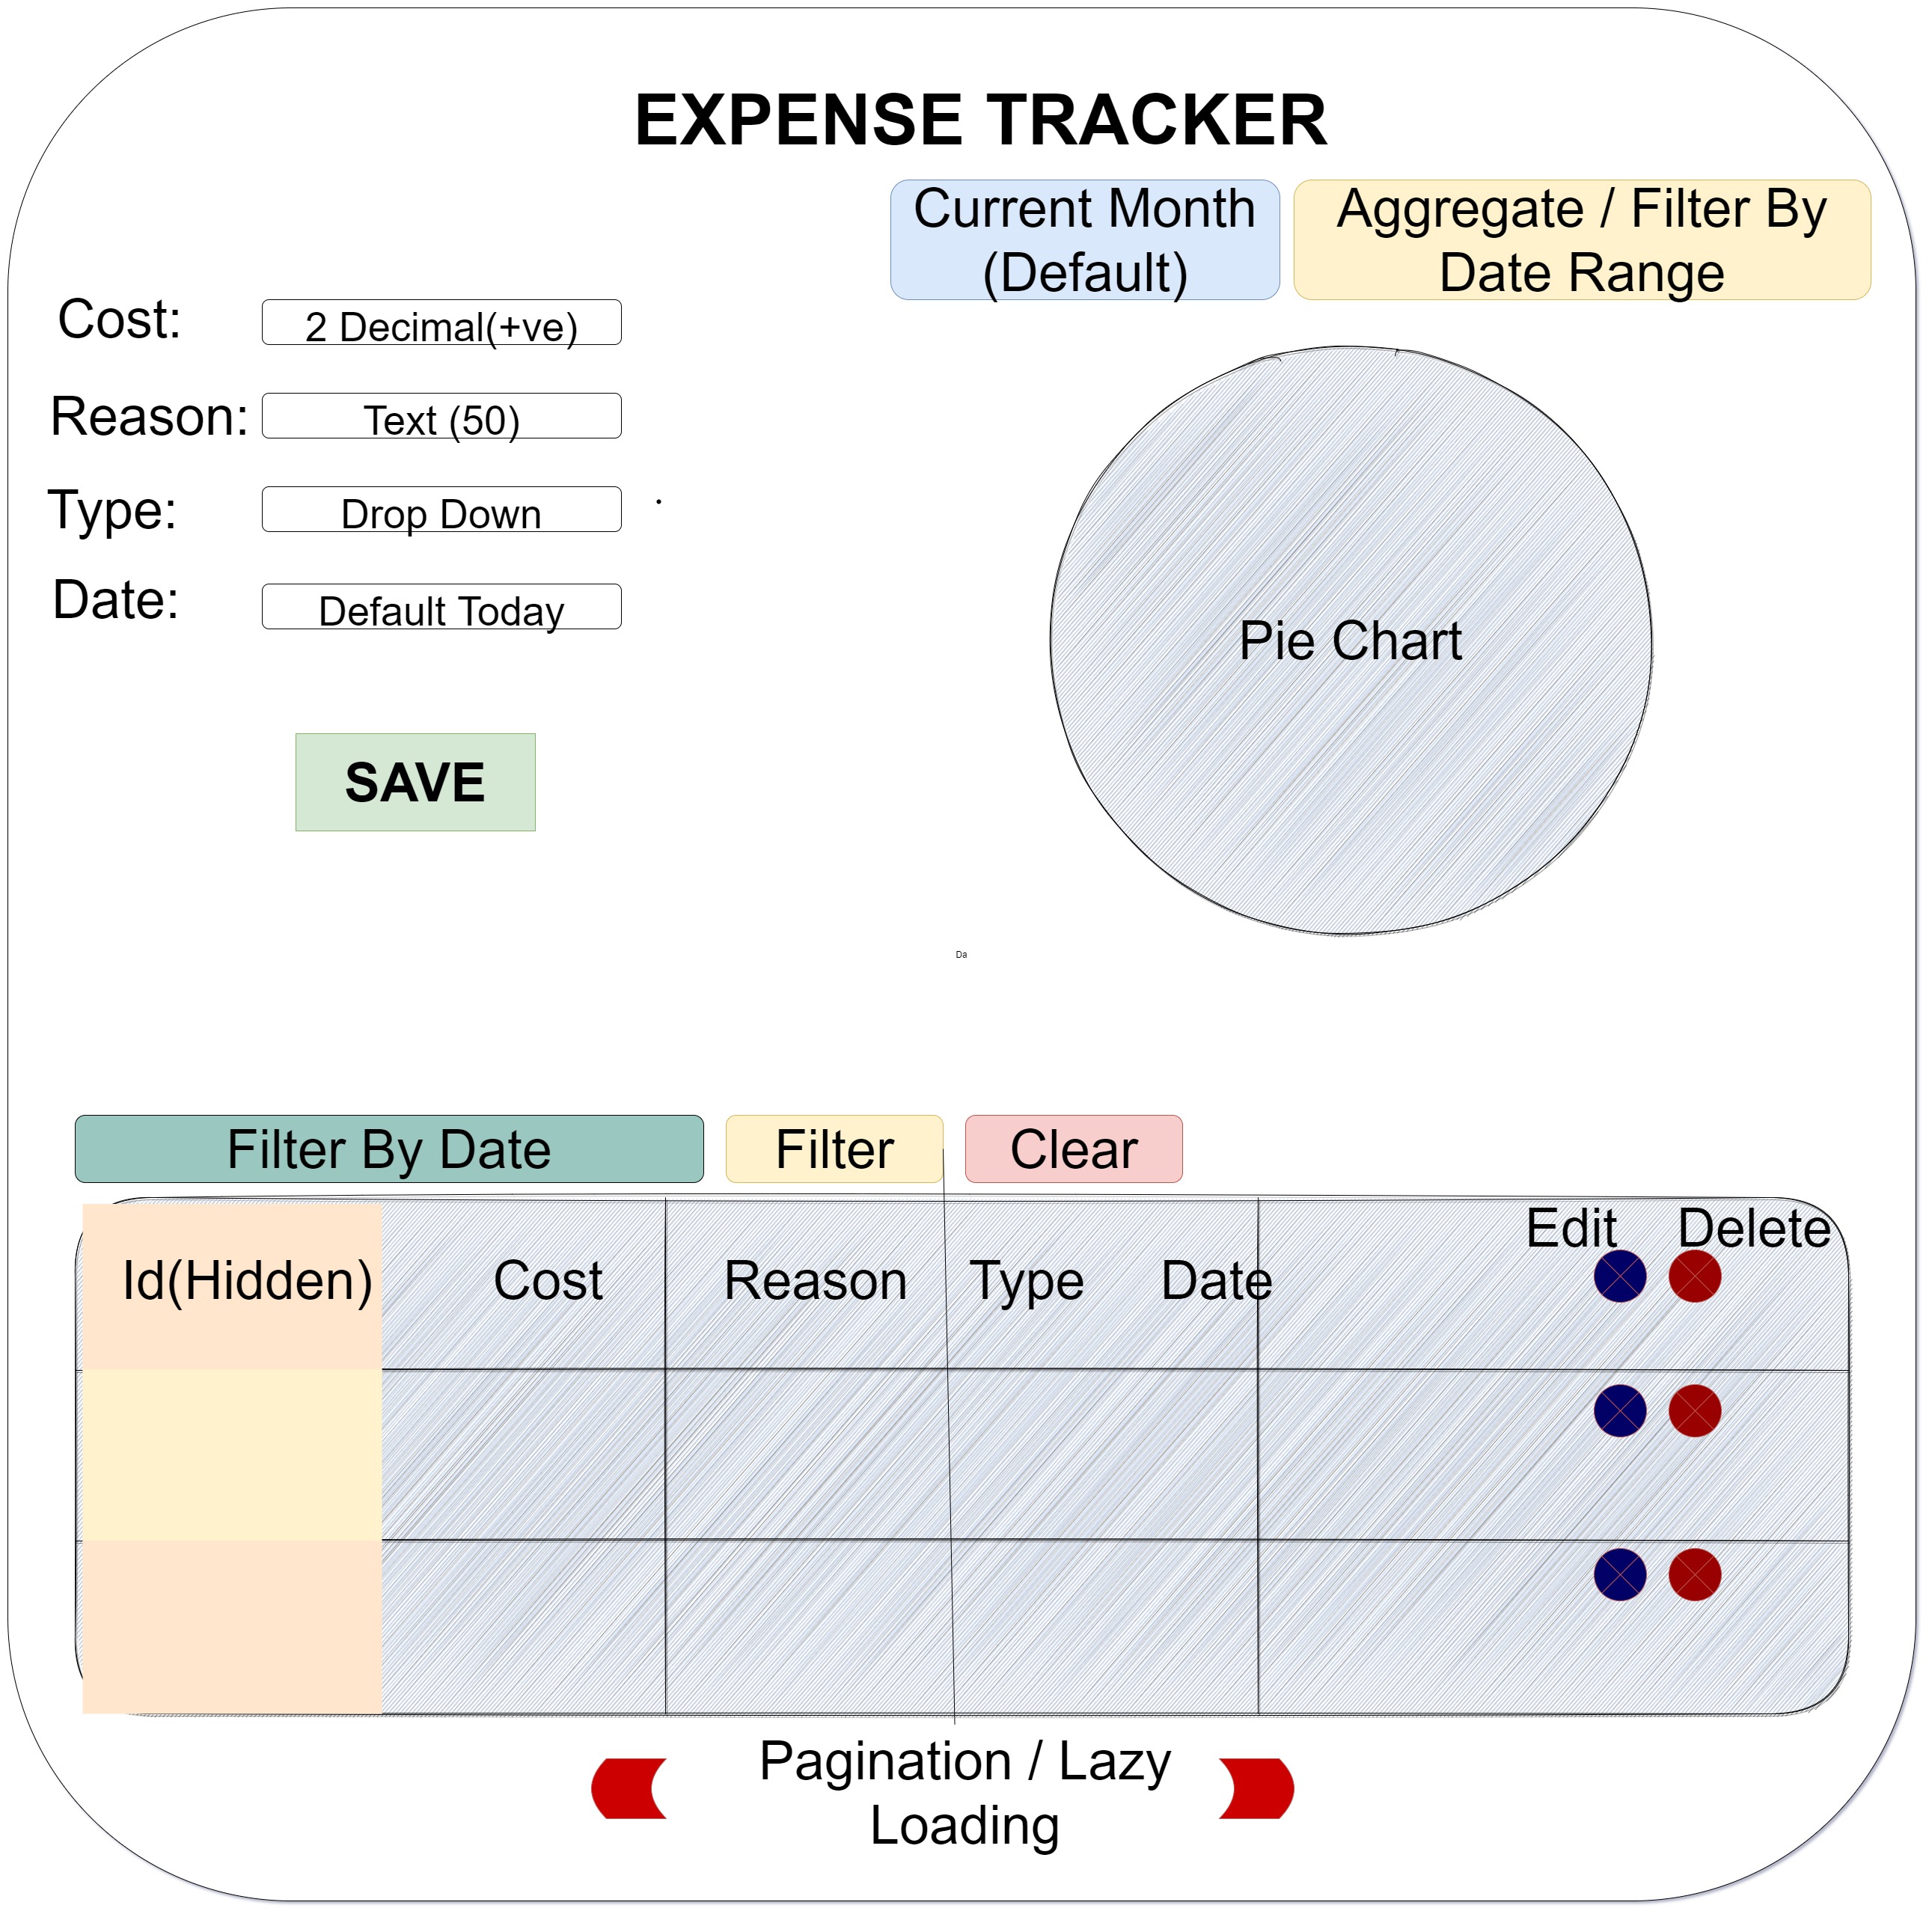 EXPENSE TRACKER
Current Month
(Default)
Aggregate / Filter By
Date Range
Cost:
2 Decimal(+ve)
Reason:
Text (50)
Type:
Drop Down
Date:
Default Today
SAVE
Pie Chart
Da
Filter By Date
Filter
Clear
Edit
Delete
Id(Hidden)
Cost
Reason
Type
Date
Pagination / Lazy
Loading